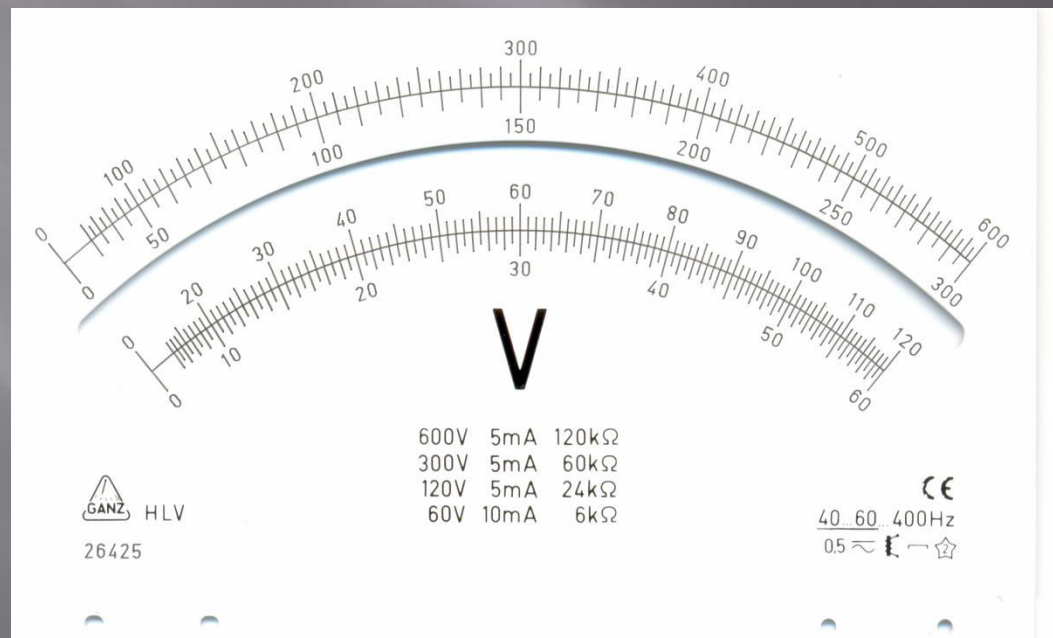 0 100 200 300 400 500 600
0 50 100 150 200 250 300
0 20 30 40 50 60 70 80 90 100 110 120
0 10 20 30 40 50 60
V
600V 5mA 120kΩ
300V 5mA 60kΩ
120V 5mA 24kΩ
60V 10mA 6kΩ
GANZ HLV
26425
CE
40...60...400Hz
0,5 2